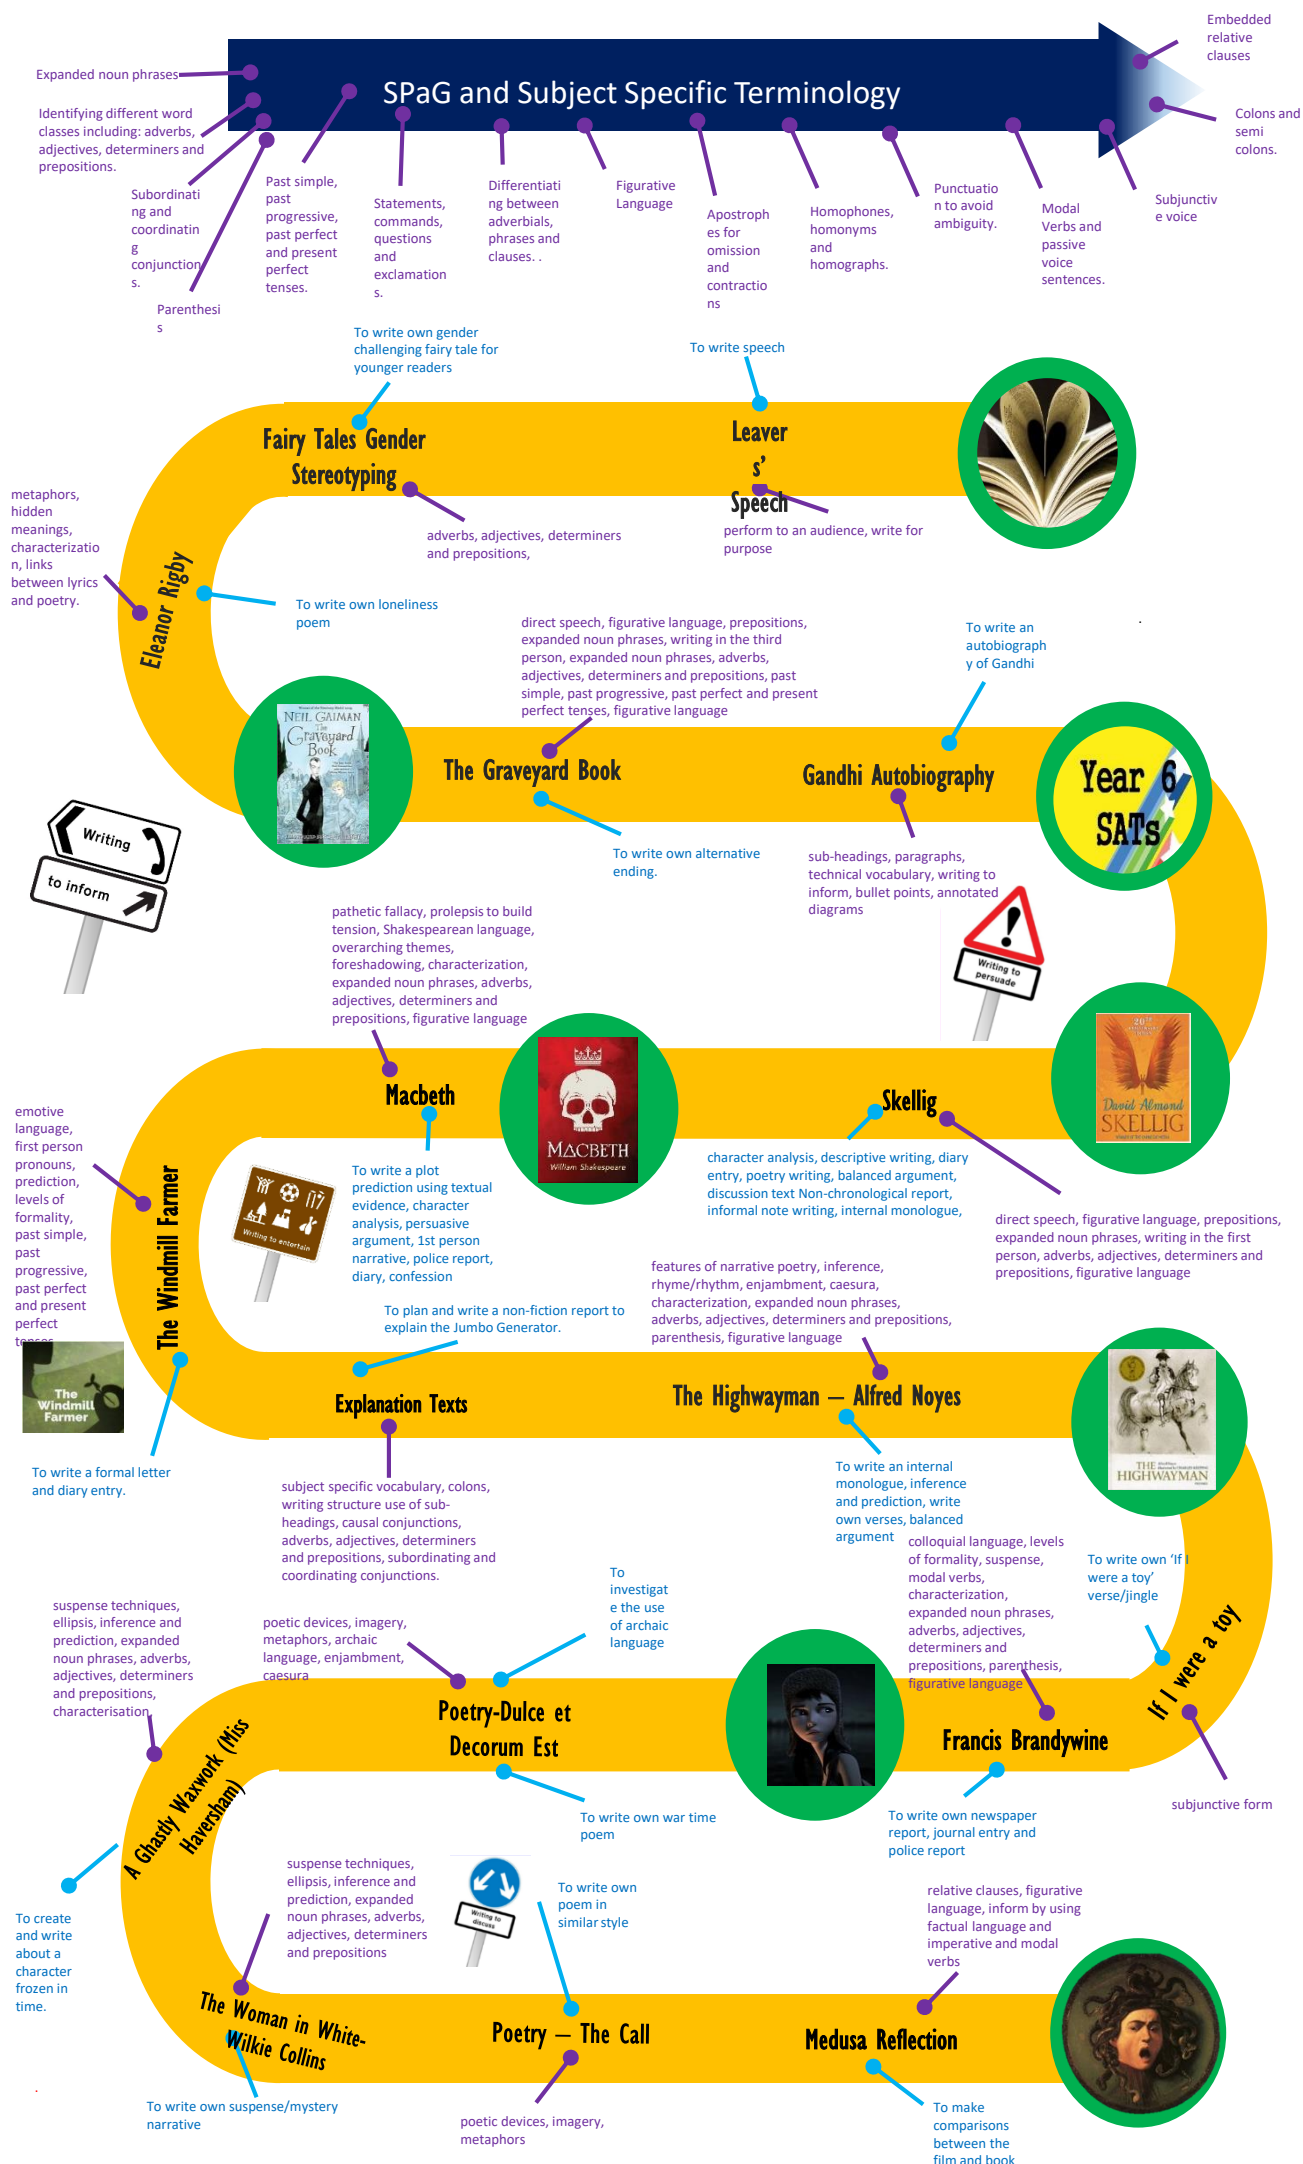 Embedded
relative
clauses
Expanded noun phrases
SPaG and Subject Specific Terminology
Identifying different word
classes including: adverbs,
adjectives, determiners and
prepositions.
Colons and
semi
colons.
Subordinati
ng and
coordinatin
g
conjunction
s.
Parenthesi
s
Past simple,
past
progressive,
past perfect
and present
perfect
tenses.
Statements,
commands,
questions
and
exclamation
s.
Differentiati
ng between
adverbials,
phrases and
clauses. .
Figurative
Language
Apostroph
es for
omission
and
contractio
ns
Homophones,
homonyms
and
homographs.
Punctuatio
n to avoid
ambiguity.
Modal
Verbs and
passive
voice
sentences.
Subjunctiv
e voice
To write own gender
challenging fairy tale for
younger readers
To write speech
Fairy Tales Gender
Stereotyping
Leaver
s’
Speech
adverbs, adjectives, determiners
and prepositions,
perform to an audience, write for
purpose
metaphors,
hidden
meanings,
characterizatio
n, links
between lyrics
and poetry.
Eleanor Rigby
To write own loneliness
poem
direct speech, figurative language, prepositions,
expanded noun phrases, writing in the third
person, expanded noun phrases, adverbs,
adjectives, determiners and prepositions, past
simple, past progressive, past perfect and present
perfect tenses, figurative language
To write an
autobiograph
y of Gandhi
.
NEIL GAIMAN
The
Graveyard
Book
The Graveyard Book
Gandhi Autobiography
Year 6
SATs
Writing
to inform
To write own alternative
ending.
sub-headings, paragraphs,
technical vocabulary, writing to
inform, bullet points, annotated
diagrams
Writing to
persuade
pathetic fallacy, prolepsis to build
tension, Shakespearean language,
overarching themes,
foreshadowing, characterization,
expanded noun phrases, adverbs,
adjectives, determiners and
prepositions, figurative language
Macbeth
MACBETH
William Shakespeare
Skellig
David Almond
SKELLIG
emotive
language,
first person
pronouns,
prediction,
levels of
formality,
past simple,
past
progressive,
past perfect
and present
perfect
tenses
The Windmill Farmer
Writing to entertain
To write a plot
prediction using textual
evidence, character
analysis, persuasive
argument, 1st person
narrative, police report,
diary, confession
character analysis, descriptive writing, diary
entry, poetry writing, balanced argument,
discussion text Non-chronological report,
informal note writing, internal monologue,
direct speech, figurative language, prepositions,
expanded noun phrases, writing in the first
person, adverbs, adjectives, determiners and
prepositions, figurative language
To plan and write a non-fiction report to
explain the Jumbo Generator.
features of narrative poetry, inference,
rhyme/rhythm, enjambment, caesura,
characterization, expanded noun phrases,
adverbs, adjectives, determiners and prepositions,
parenthesis, figurative language
The
Windmill
Farmer
Explanation Texts
The Highwayman – Alfred Noyes
THE
HIGHWAYMAN
To write a formal letter
and diary entry.
subject specific vocabulary, colons,
writing structure use of sub-
headings, causal conjunctions,
adverbs, adjectives, determiners
and prepositions, subordinating and
coordinating conjunctions.
To write an internal
monologue, inference
and prediction, write
own verses, balanced
argument
colloquial language, levels
of formality, suspense,
modal verbs,
characterization,
expanded noun phrases,
adverbs, adjectives,
determiners and
prepositions, parenthesis,
figurative language
To write own ‘If I
were a toy’
verse/jingle
If I were a toy
suspense techniques,
ellipsis, inference and
prediction, expanded
noun phrases, adverbs,
adjectives, determiners
and prepositions,
characterisation,
poetic devices, imagery,
metaphors, archaic
language, enjambment,
caesura
To
investigat
e the use
of archaic
language
Poetry-Dulce et
Decorum Est
Francis Brandywine
subjunctive form
A Ghastly Waxwork (Miss
Haversham)
To write own war time
poem
To write own newspaper
report, journal entry and
police report
To create
and write
about a
character
frozen in
time.
suspense techniques,
ellipsis, inference and
prediction, expanded
noun phrases, adverbs,
adjectives, determiners
and prepositions
Writing to
discuss
To write own
poem in
similar style
relative clauses, figurative
language, inform by using
factual language and
imperative and modal
verbs
The Woman in White-
Wilkie Collins
Poetry – The Call
Medusa Reflection
.
To write own suspense/mystery
narrative
poetic devices, imagery,
metaphors
To make
comparisons
between the
film and book